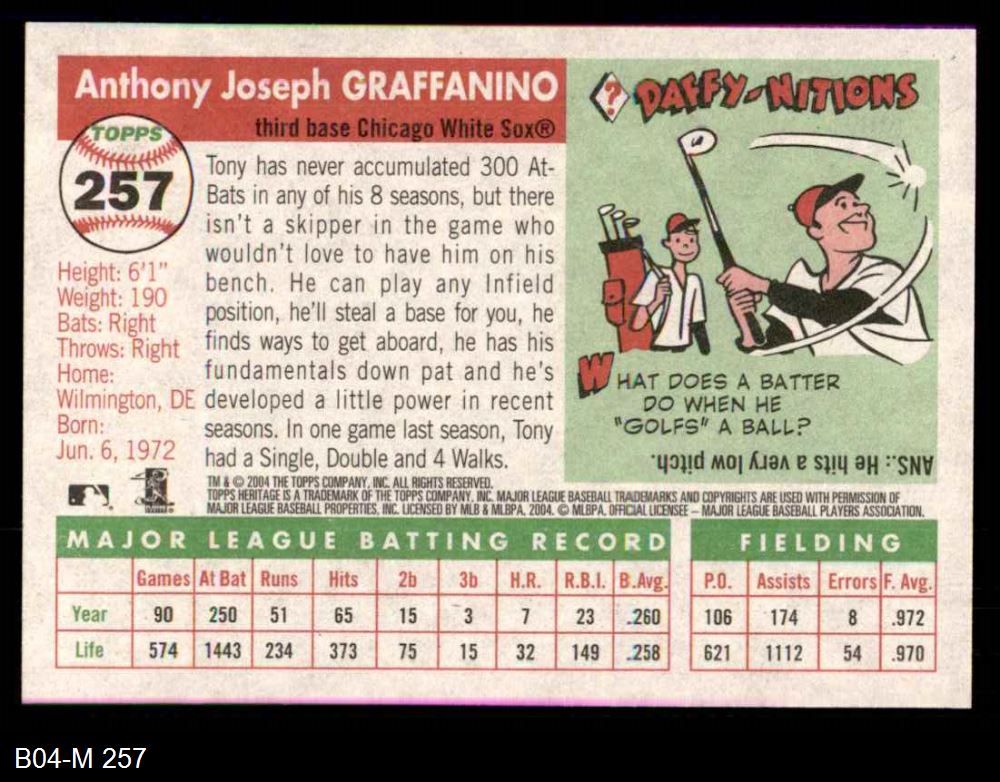 Anthony Joseph GRAFFANINO
third base Chicago White Sox®
TOPPS
257
Height: 6'1"
Weight: 190
Bats: Right
Throws: Right
Home:
Wilmington, DE
Born:
Jun. 6, 1972
Tony has never accumulated 300 At-
Bats in any of his 8 seasons, but there
isn't a skipper in the game who
wouldn't love to have him on his
bench. He can play any Infield
position, he'll steal a base for you, he
finds ways to get aboard, he has his
fundamentals down pat and he's
developed a little power in recent
seasons. In one game last season, Tony
had a Single, Double and 4 Walks.
?
DAFFY-NITIONS
WHAT DOES A BATTER
DO WHEN HE
"GOLFS" A BALL?
ANS.: He hits a very low pitch.
TM & © 2004 THE TOPPS COMPANY, INC. ALL RIGHTS RESERVED.
TOPPS HERITAGE IS A TRADEMARK OF THE TOPPS COMPANY, INC. MAJOR LEAGUE BASEBALL TRADEMARKS AND COPYRIGHTS ARE USED WITH PERMISSION OF
MAJOR LEAGUE BASEBALL PROPERTIES, INC. LICENSED BY MLB & MLBPA, 2004. © MLBPA, OFFICIAL LICENSEE – MAJOR LEAGUE BASEBALL PLAYERS ASSOCIATION.
MAJOR LEAGUE BATTING RECORD
Games At Bat Runs Hits 2b 3b H.R. R.B.I. B.Avg.
Year 90 250 51 65 15 3 7 23 .260
Life 574 1443 234 373 75 15 32 149 .258
FIELDING
P.O. Assists Errors F. Avg.
106 174 8 .972
621 1112 54 .970
B04-M 257